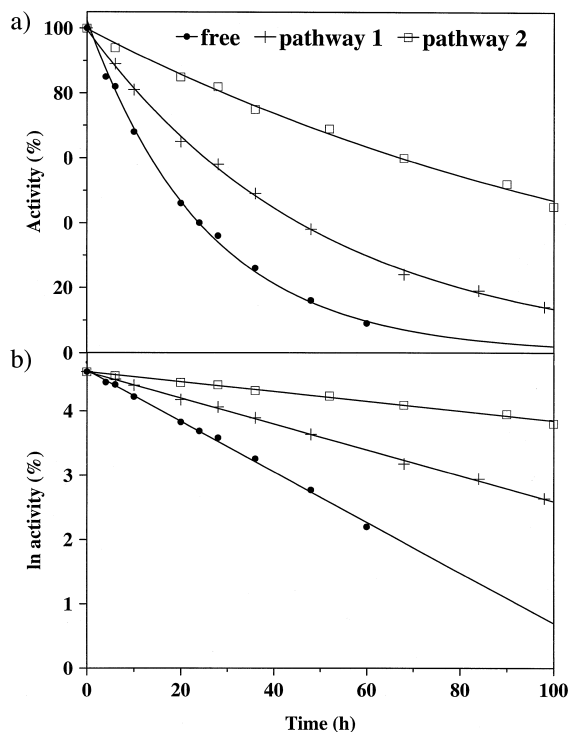 a)
free pathway 1 pathway 2
100
80
0
0
20
0
Activity (%)
b)
4
3
2
1
0
ln activity (%)
0 20 40 60 80 100
Time (h)